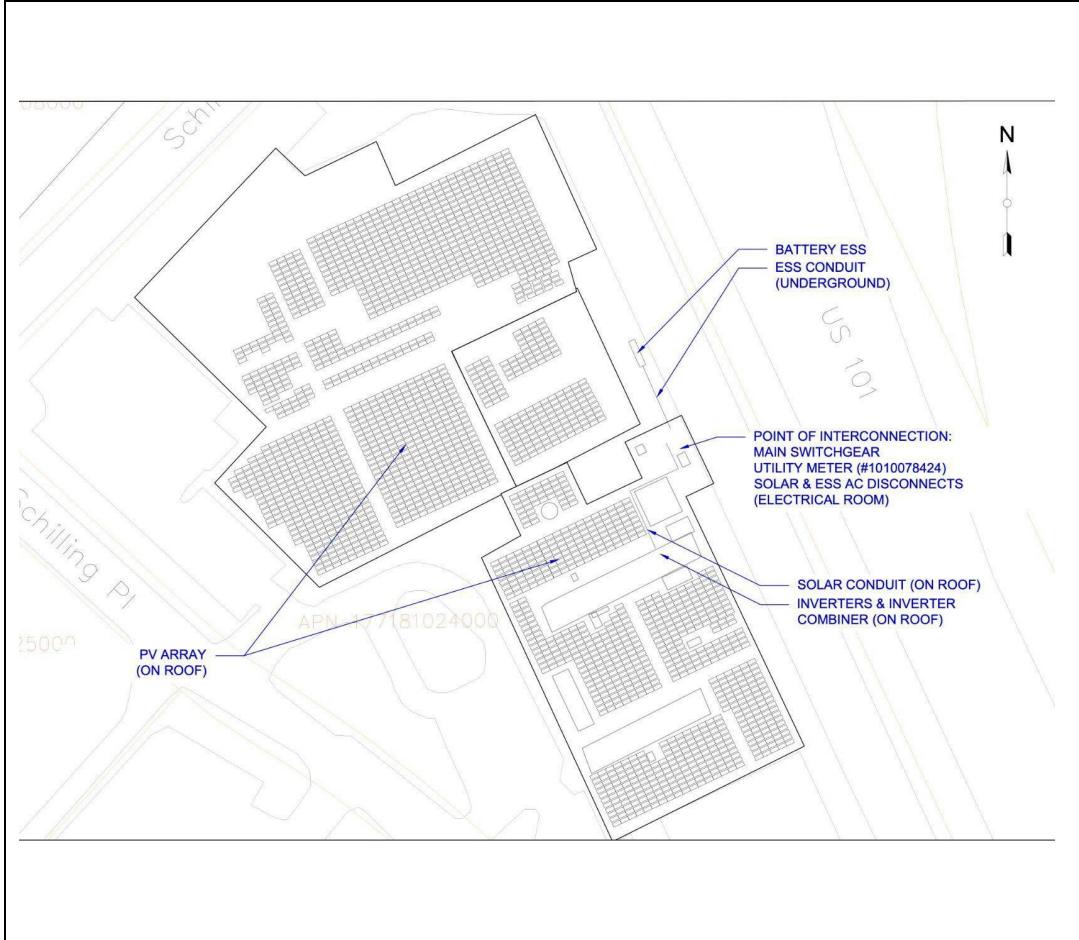 N
BATTERY ESS
ESS CONDUIT
(UNDERGROUND)
US 101
POINT OF INTERCONNECTION:
MAIN SWITCHGEAR
UTILITY METER (#1010078424)
SOLAR & ESS AC DISCONNECTS
(ELECTRICAL ROOM)
SOLAR CONDUIT (ON ROOF)
INVERTERS & INVERTER
COMBINER (ON ROOF)
Schilling Pl
APN-177181024000
PV ARRAY
(ON ROOF)